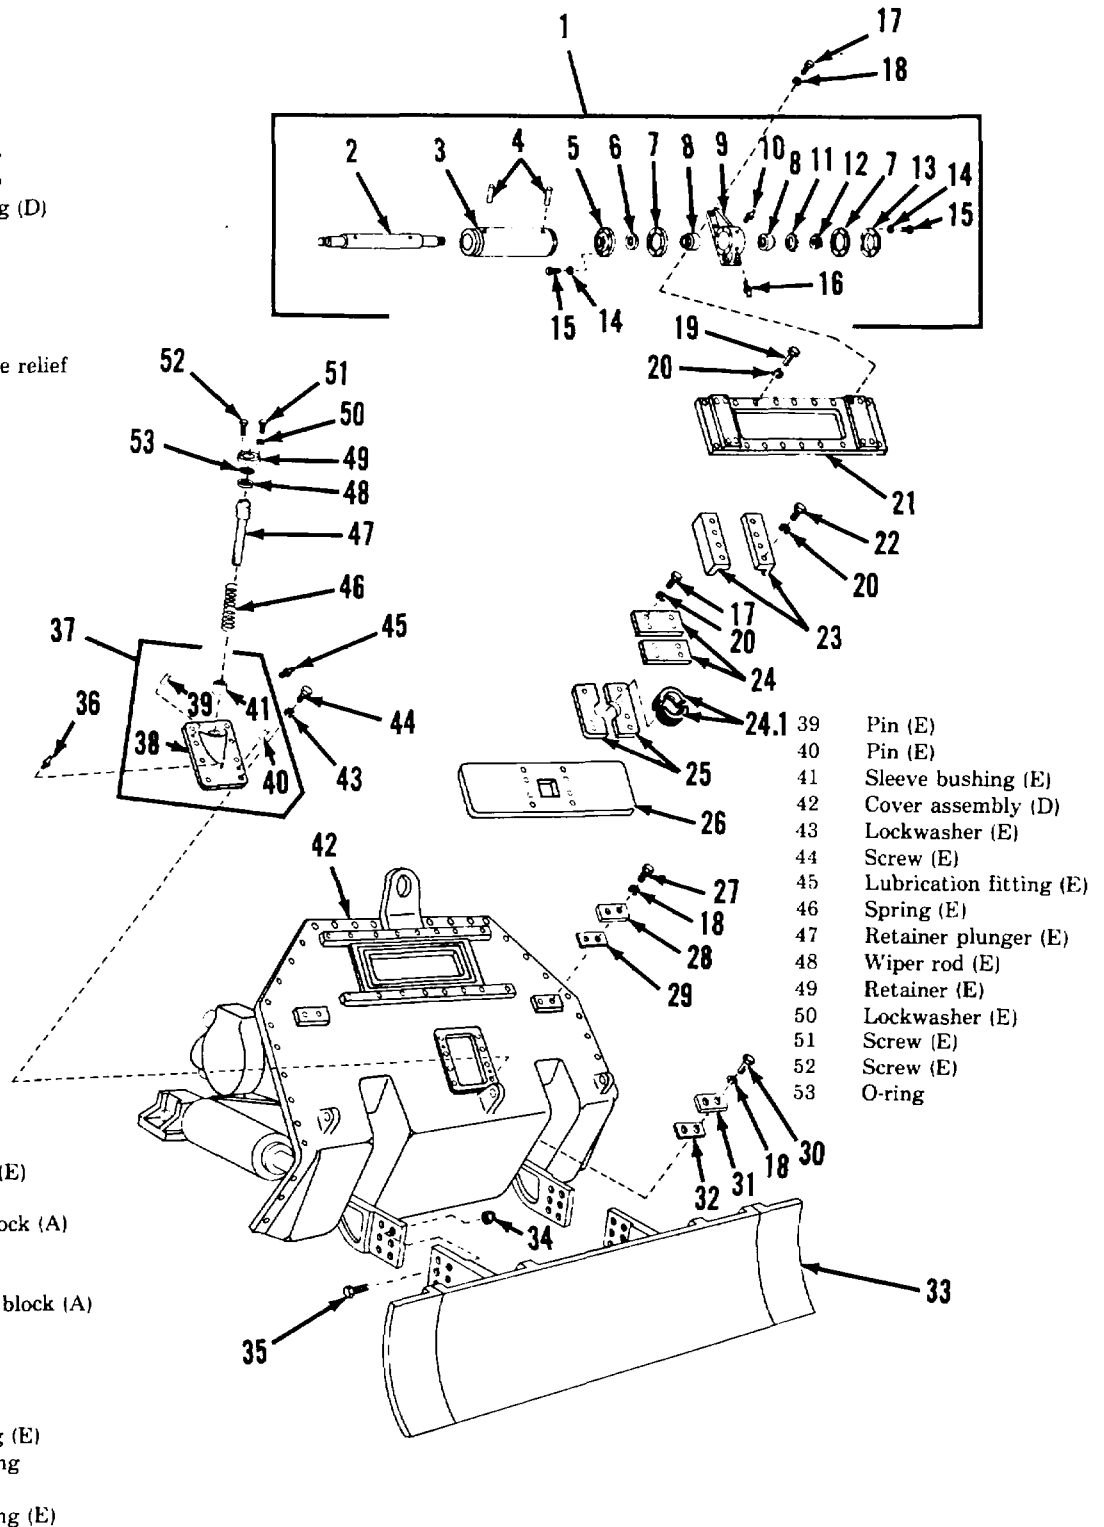 1
17
18
2
3
4
5
6
7
8
9
10
8
11
12
7
13
14
15
15
14
16
g (D)
19
20
e relief
52
51
50
53
49
48
21
47
22
20
46
17
20
23
45
24
37
39
41
36
44
24.1
38
40
43
25
26
42
27
18
28
29
39 Pin (E)
40 Pin (E)
41 Sleeve bushing (E)
42 Cover assembly (D)
43 Lockwasher (E)
44 Screw (E)
45 Lubrication fitting (E)
46 Spring (E)
47 Retainer plunger (E)
48 Wiper rod (E)
49 Retainer (E)
50 Lockwasher (E)
51 Screw (E)
52 Screw (E)
53 O-ring
30
18
31
32
(E)
ock (A)
34
33
block (A)
35
g (E)
ng
ng (E)